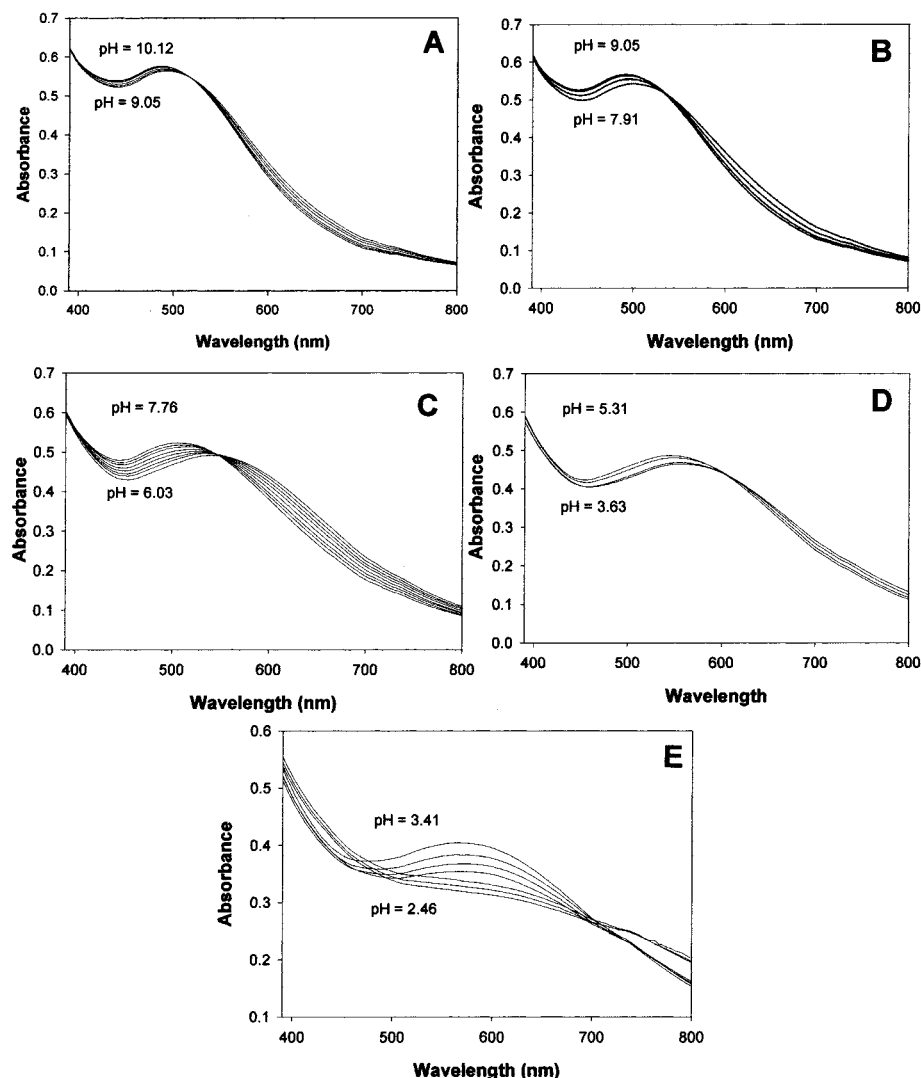 A
pH = 10.12
pH = 9.05
Absorbance
0.7
0.6
0.5
0.4
0.3
0.2
0.1
0.0
400 500 600 700 800
Wavelength (nm)
B
pH = 9.05
pH = 7.91
Absorbance
0.7
0.6
0.5
0.4
0.3
0.2
0.1
0.0
400 500 600 700 800
Wavelength (nm)
C
pH = 7.76
pH = 6.03
Absorbance
0.7
0.6
0.5
0.4
0.3
0.2
0.1
0.0
400 500 600 700 800
Wavelength (nm)
D
pH = 5.31
pH = 3.63
Absorbance
0.7
0.6
0.5
0.4
0.3
0.2
0.1
0.0
400 500 600 700 800
Wavelength
E
pH = 3.41
pH = 2.46
Absorbance
0.6
0.5
0.4
0.3
0.2
0.1
400 500 600 700 800
Wavelength (nm)